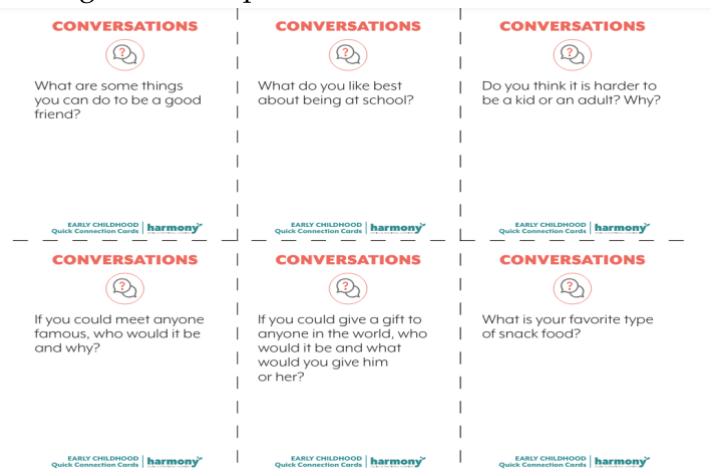 CONVERSATIONS
?
What are some things
you can do to be a good
friend?
EARLY CHILDHOOD
Quick Connection Cards
harmony
CONVERSATIONS
?
What do you like best
about being at school?
EARLY CHILDHOOD
Quick Connection Cards
harmony
CONVERSATIONS
?
Do you think it is harder to
be a kid or an adult? Why?
EARLY CHILDHOOD
Quick Connection Cards
harmony
CONVERSATIONS
?
If you could meet anyone
famous, who would it be
and why?
EARLY CHILDHOOD
Quick Connection Cards
harmony
CONVERSATIONS
?
If you could give a gift to
anyone in the world, who
would it be and what
would you give him
or her?
EARLY CHILDHOOD
Quick Connection Cards
harmony
CONVERSATIONS
?
What is your favorite type
of snack food?
EARLY CHILDHOOD
Quick Connection Cards
harmony